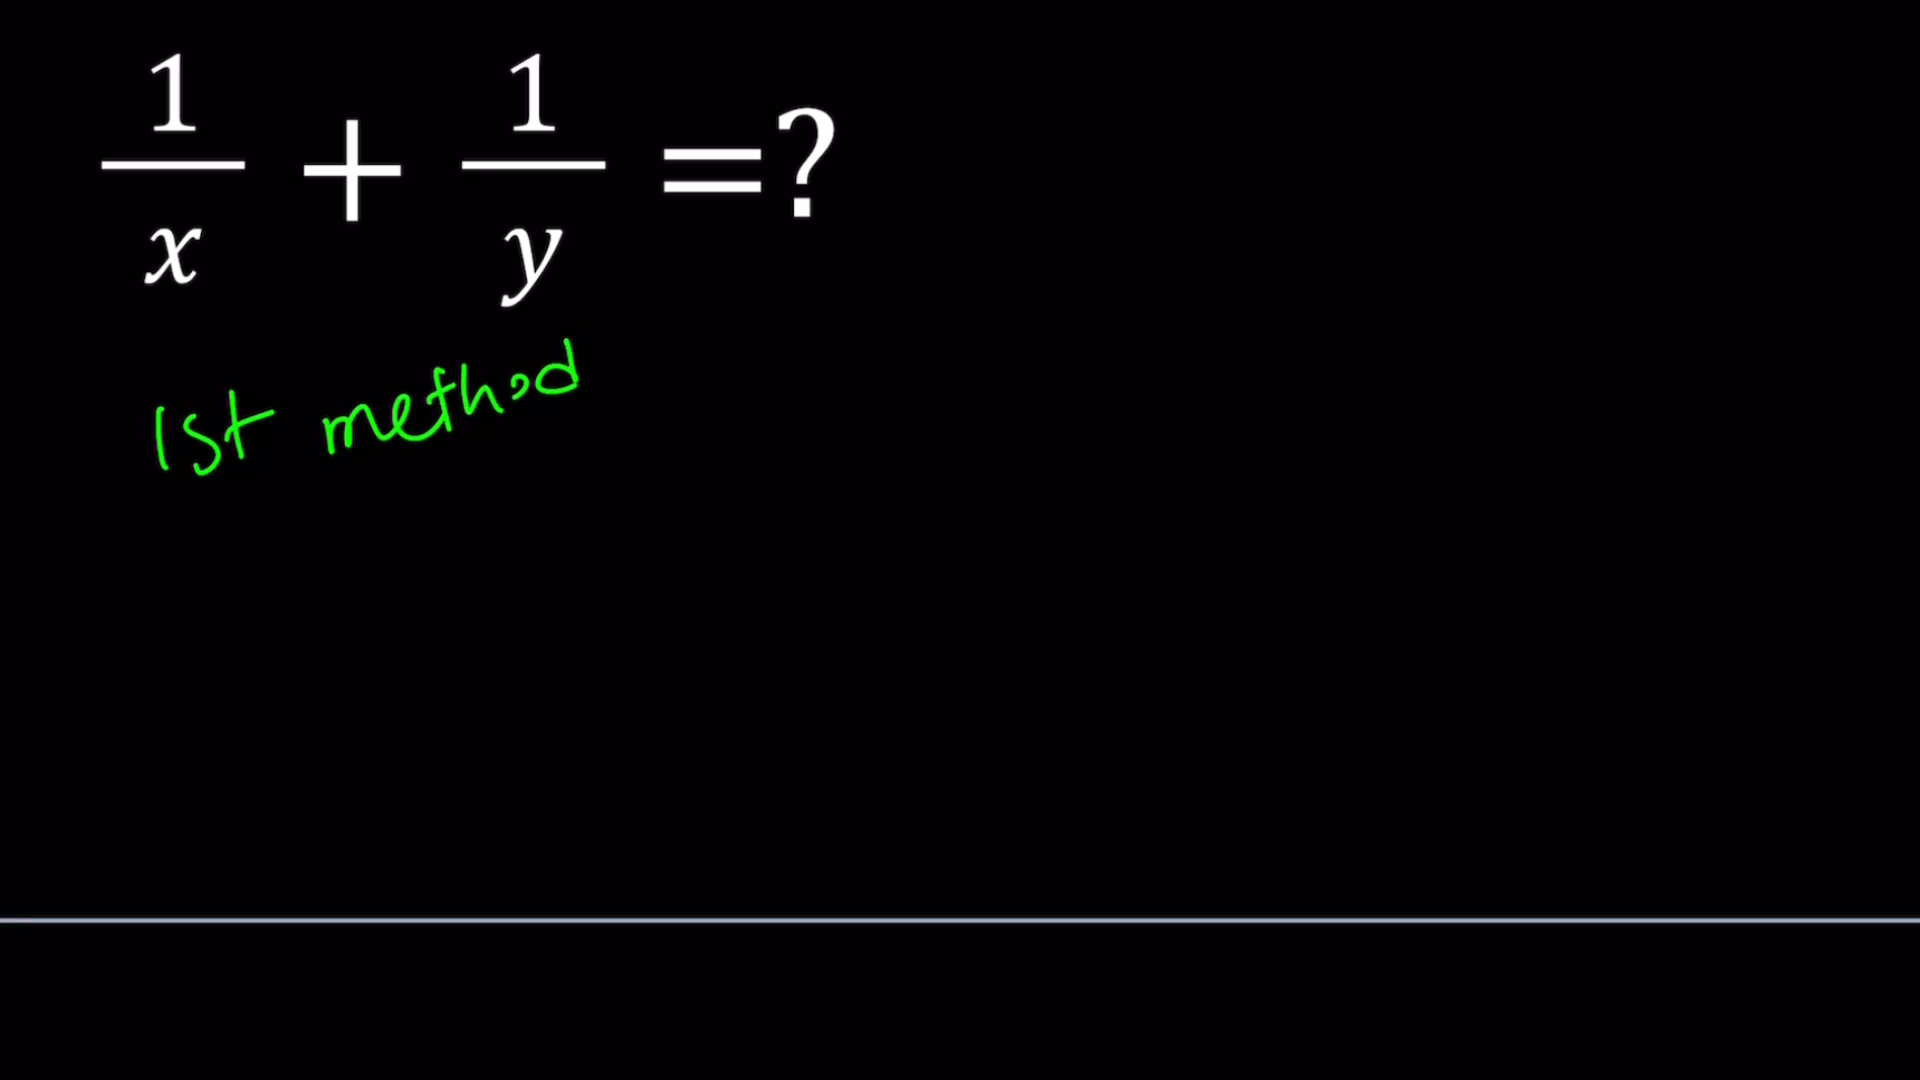 1/x + 1/y =?
1st method